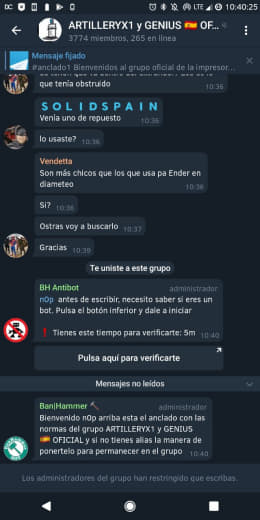 LTE 10:40:25
ARTILLERYX1 y GENIUS 🇪🇸 OF...
3774 miembros, 265 en línea
Mensaje fijado
#anclado1 Bienvenidos al grupo oficial de la impresor...
que tenía obstruido 10:36
SOLIDSPAIN
Venía uno de repuesto 10:36
lo usaste? 10:36
Vendetta
Son más chicos que los que usa pa Ender en
diameteo 10:36
Si? 10:36
Ostras voy a buscarlo 10:37
Gracias 10:39
Te uniste a este grupo
BH Antibot administrador
n0p antes de escribir, necesito saber si eres un
bot. Pulsa el botón inferior y dale a iniciar
❗ Tienes este tiempo para verificarte: 5m 10:40
Pulsa aquí para verificarte
Mensajes no leídos
Ban|Hammer 🔨 administrador
Bienvenido n0p arriba esta el anclado con las
normas del grupo ARTILLERYX1 y GENIUS
🇪🇸 OFICIAL y si no tienes alias la manera de
ponertelo para permanecer en el grupo 10:40
Los administradores del grupo han restringido que escribas.